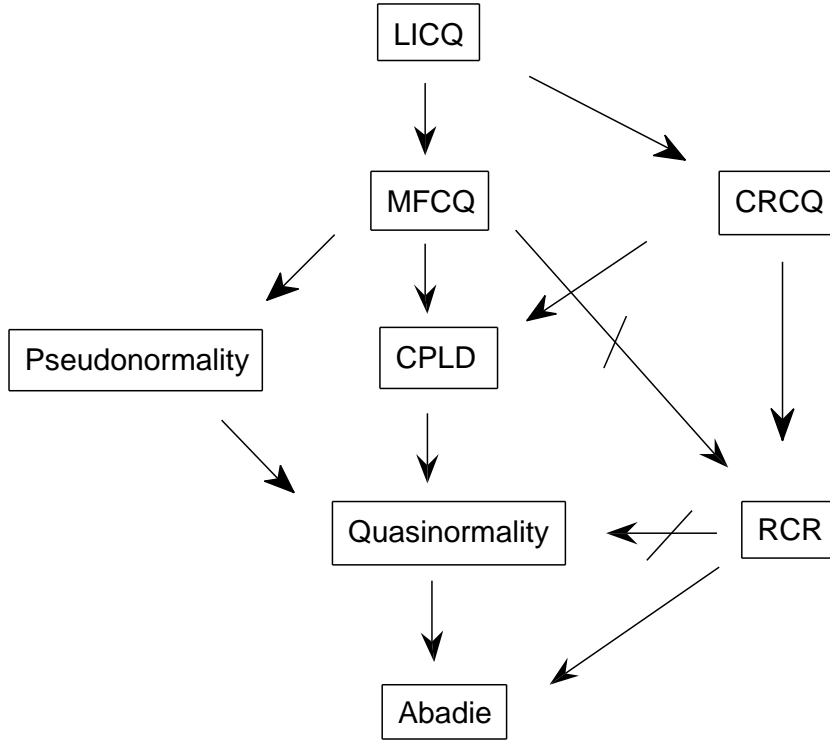 LICQ
MFCQ
CRCQ
Pseudonormality
CPLD
Quasinormality
RCR
Abadie